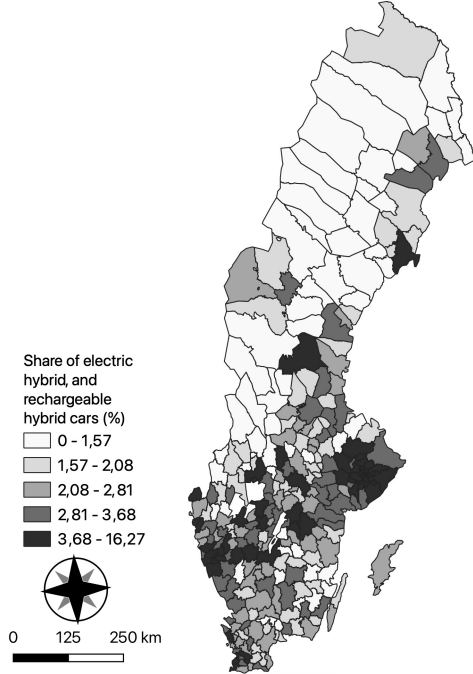 Share of electric
hybrid, and
rechargeable
hybrid cars (%)
0 - 1,57
1,57 - 2,08
2,08 - 2,81
2,81 - 3,68
3,68 - 16,27
0 125 250 km